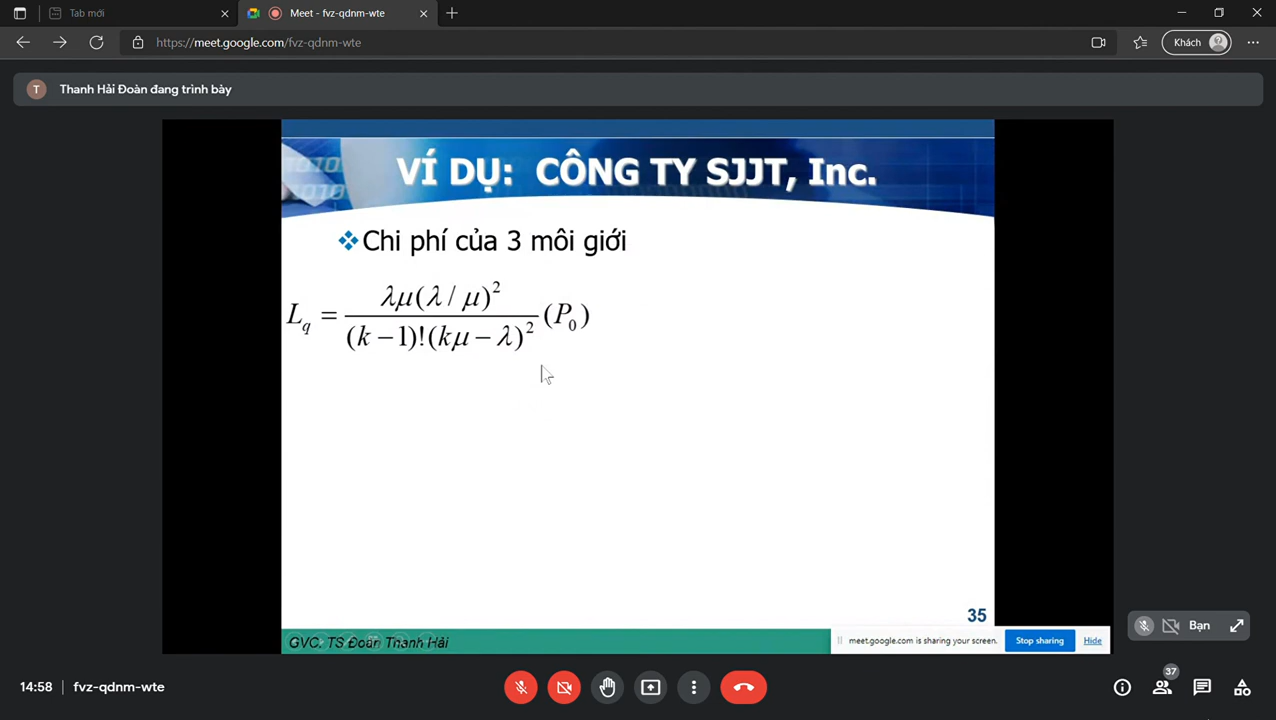 Tab mới
Meet - fvz-qdnm-wte
https://meet.google.com/fvz-qdnm-wte
Khách
T
Thanh Hải Đoàn đang trình bày
VÍ DỤ: CÔNG TY SJJT, Inc.
❖Chi phí của 3 môi giới
L_q = λμ(λ / μ)² / (k − 1)!(kμ − λ)² (P₀)
35
GVC. TS Đoàn Thanh Hải
meet.google.com is sharing your screen.
Stop sharing
Hide
Bạn
14:58
fvz-qdnm-wte
37